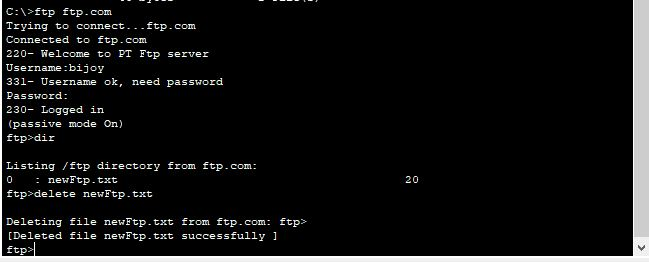 C:\>ftp ftp.com
Trying to connect...ftp.com
Connected to ftp.com
220- Welcome to PT Ftp server
Username:bijoy
331- Username ok, need password
Password:
230- Logged in
(passive mode On)
ftp>dir
Listing /ftp directory from ftp.com:
0   : newFtp.txt                                         20
ftp>delete newFtp.txt
Deleting file newFtp.txt from ftp.com: ftp>
[Deleted file newFtp.txt successfully ]
ftp>